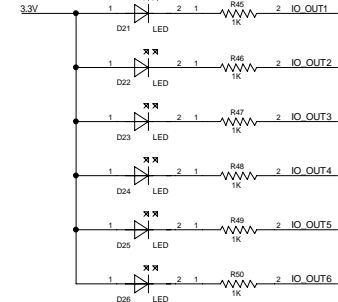 3.3V 1 2 1 R45 2 IO_OUT1
D21 LED 1K
1 2 1 R46 2 IO_OUT2
D22 LED 1K
1 2 1 R47 2 IO_OUT3
D23 LED 1K
1 2 1 R48 2 IO_OUT4
D24 LED 1K
1 2 1 R49 2 IO_OUT5
D25 LED 1K
1 2 1 R50 2 IO_OUT6
D26 LED 1K